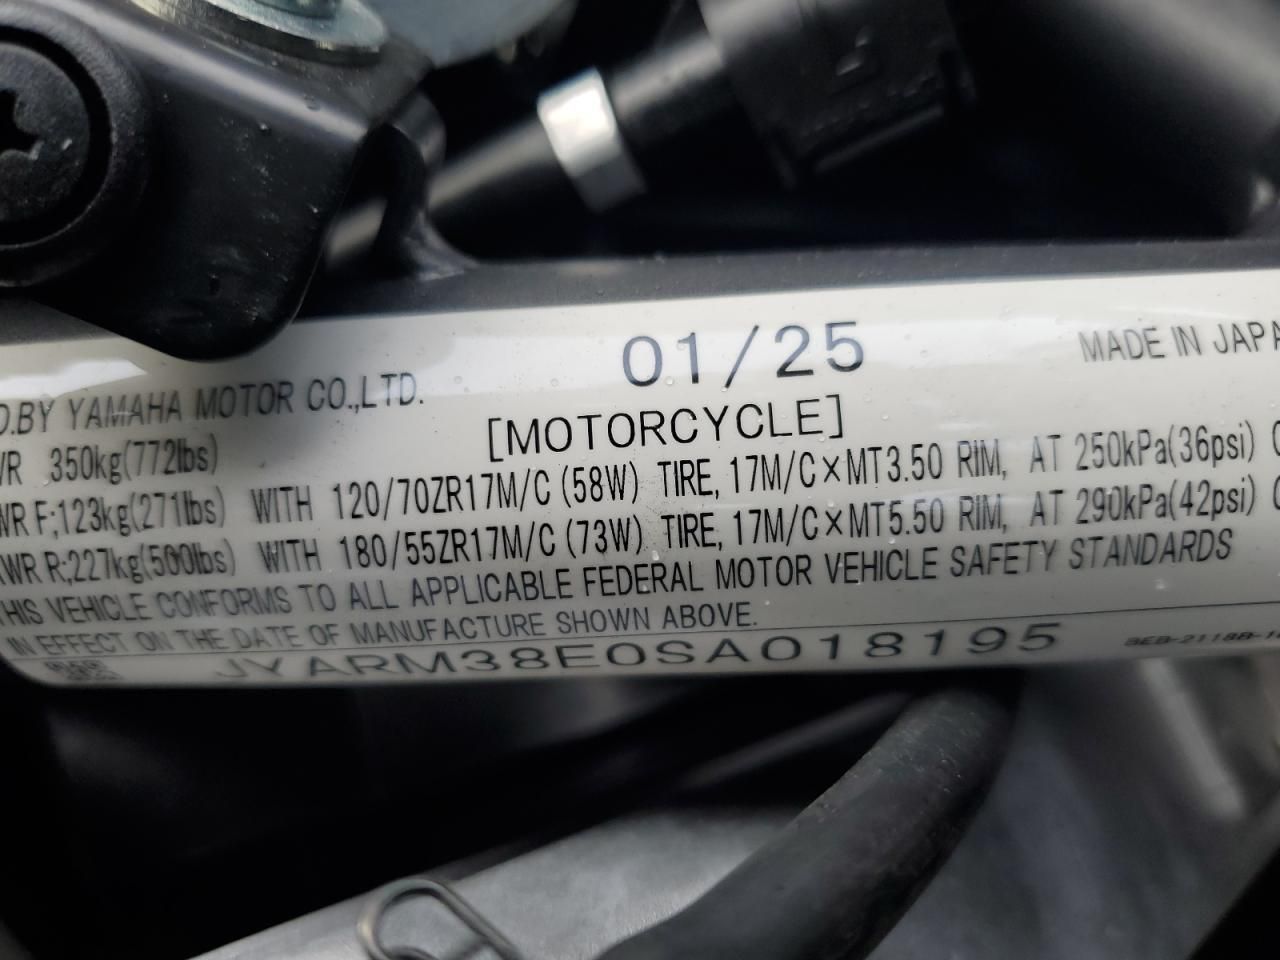 01/25
MADE IN JAPA
D.BY YAMAHA MOTOR CO.,LTD.
[MOTORCYCLE]
WR 350kg(772lbs)
WR F;123kg(271lbs) WITH 120/70ZR17M/C (58W) TIRE, 17M/C×MT3.50 RIM, AT 250kPa(36psi) C
WR R;227kg(500lbs) WITH 180/55ZR17M/C (73W) TIRE, 17M/C×MT5.50 RIM, AT 290kPa(42psi) C
THIS VEHICLE CONFORMS TO ALL APPLICABLE FEDERAL MOTOR VEHICLE SAFETY STANDARDS
IN EFFECT ON THE DATE OF MANUFACTURE SHOWN ABOVE.
JYARM38E0SA018195